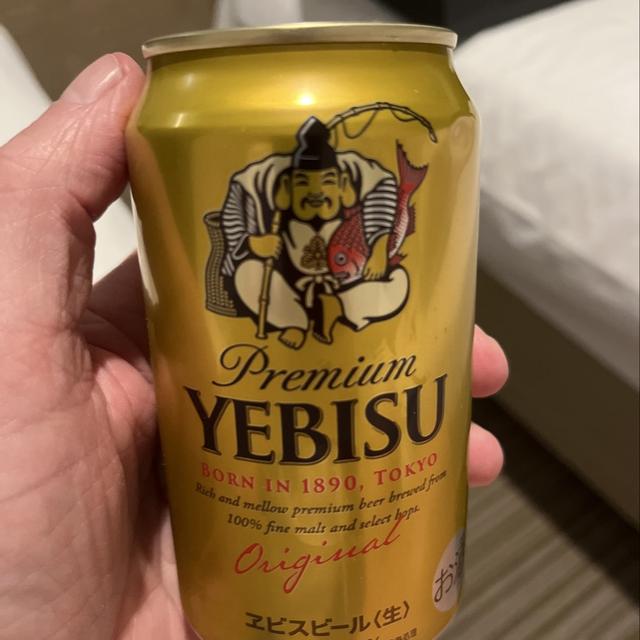 Premium
YEBISU
BORN IN 1890, TOKYO
Rich and mellow premium beer brewed from
100% fine malt and select hops.
Original
ヱビスビール〈生〉